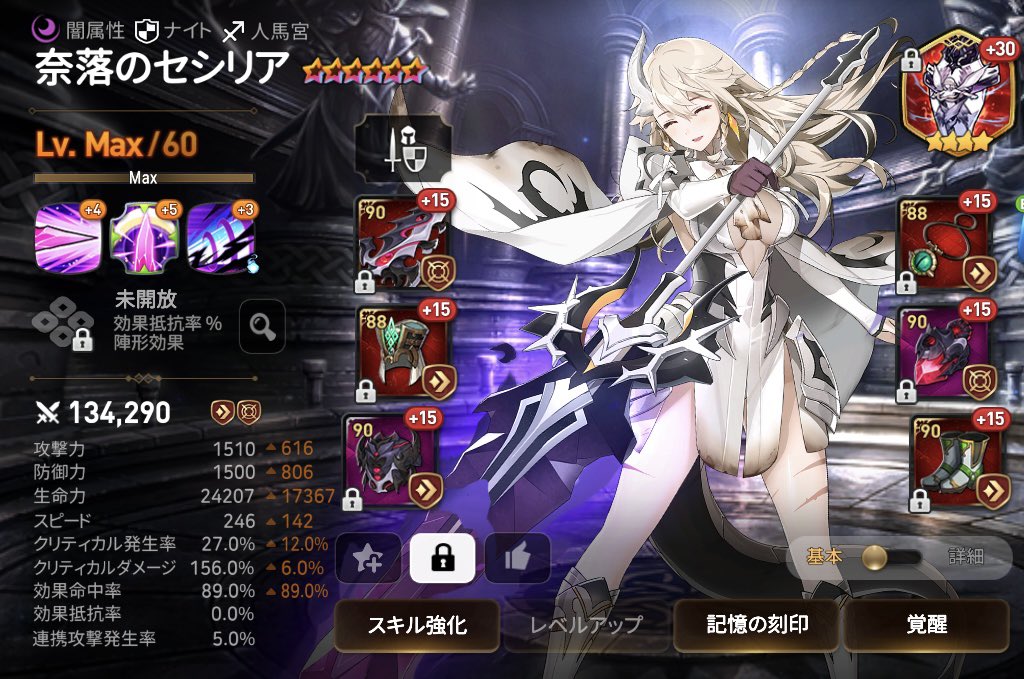 闇属性 ナイト 人馬宮
奈落のセシリア
Lv. Max/60
Max
+4 +5 +3
未開放
効果抵抗率 %
陣形効果
134,290
攻撃力 1510 616
防御力 1500 806
生命力 24207 17367
スピード 246 142
クリティカル発生率 27.0% 12.0%
クリティカルダメージ 156.0% 6.0%
効果命中率 89.0% 89.0%
効果抵抗率 0.0%
連携攻撃発生率 5.0%
90 +15
88 +15
90 +15
+30
88 +15
90 +15
90 +15
基本 詳細
スキル強化 レベルアップ 記憶の刻印 覚醒